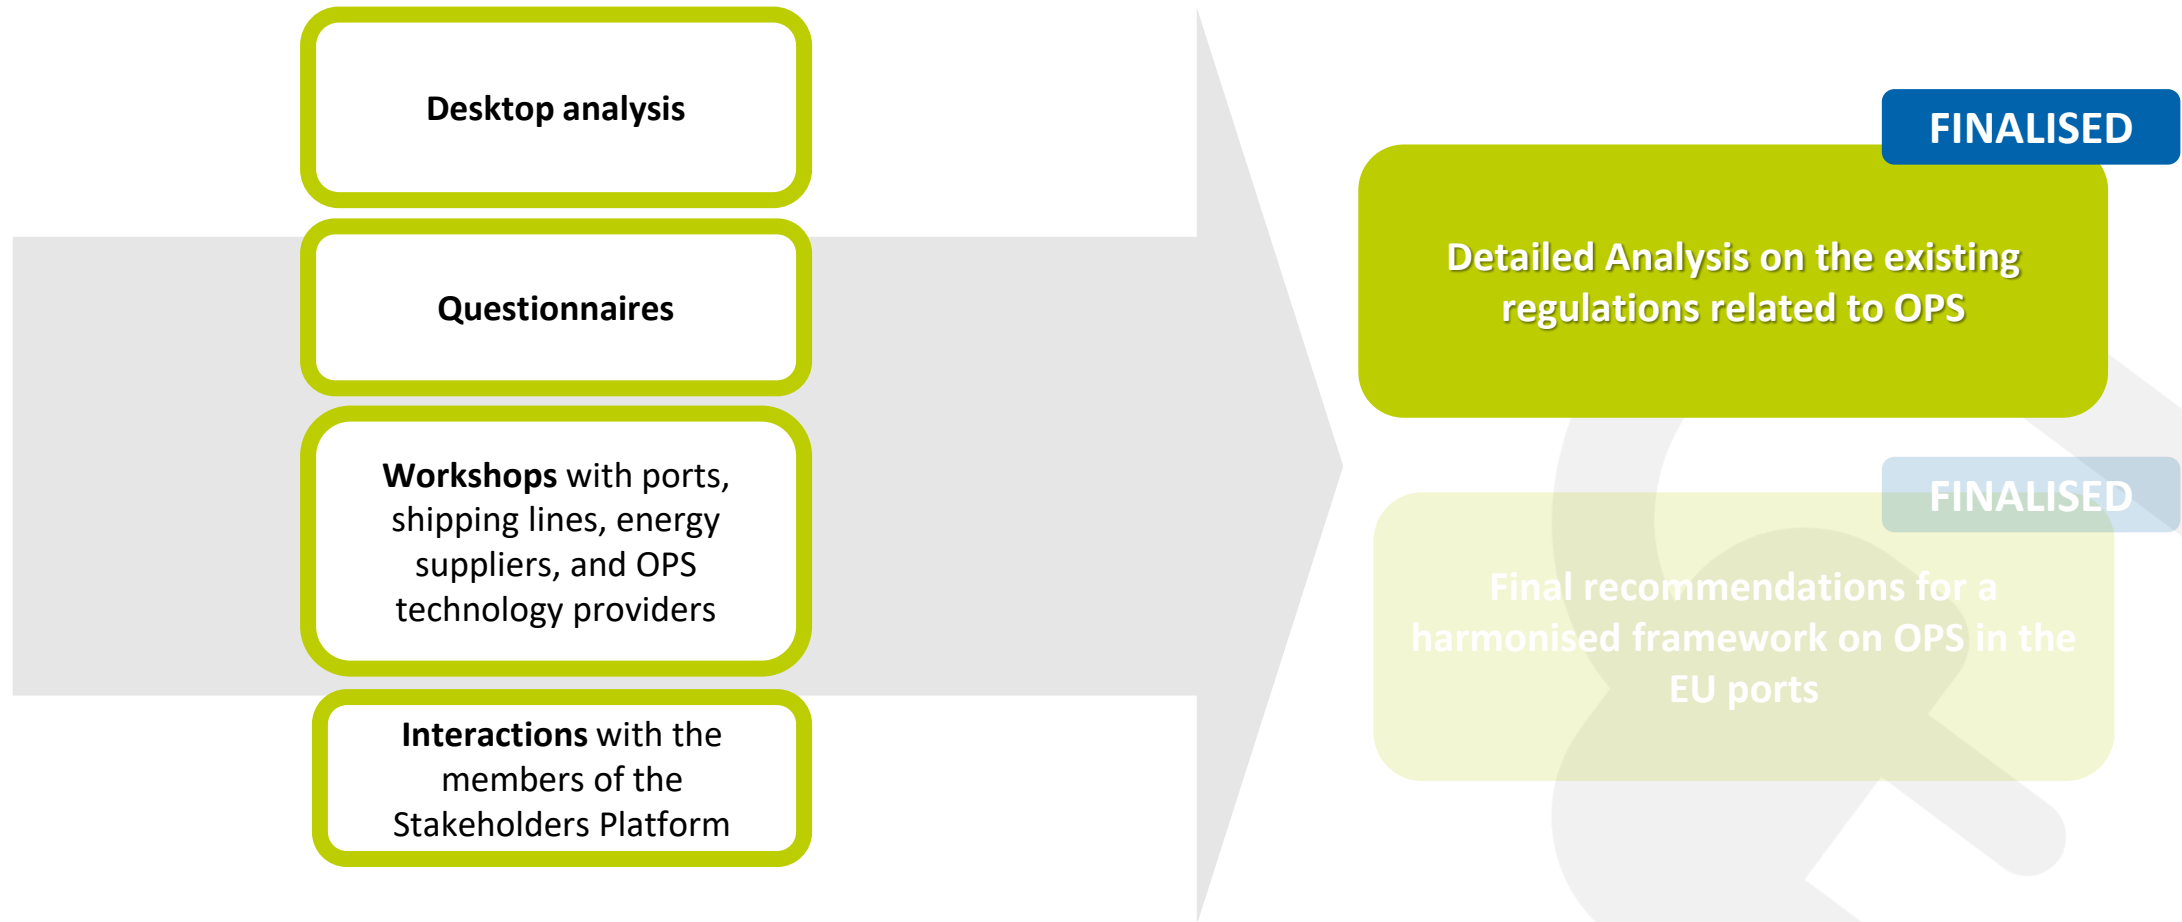 Desktop analysis
Questionnaires
Workshops with ports,
shipping lines, energy
suppliers, and OPS
technology providers
Interactions with the
members of the
Stakeholders Platform
FINALISED
Detailed Analysis on the existing
regulations related to OPS
FINALISED
Final recommendations for a
harmonised framework on OPS in the
EU ports